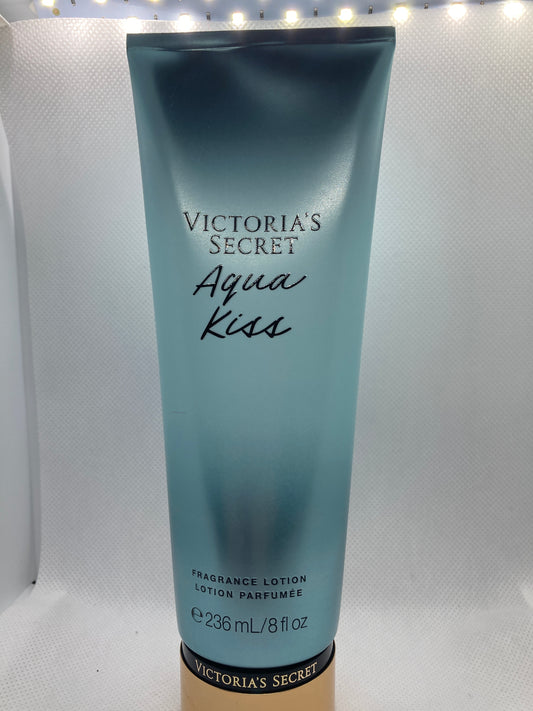 VICTORIA'S
SECRET
Aqua
Kiss
FRAGRANCE LOTION
LOTION PARFUMÉE
℮236 mL/8 fl oz
VICTORIA'S SECRET